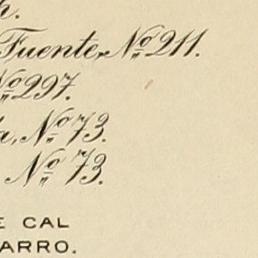 h.
Fuente, Nº 211.
Nº 297.
a, Nº 73.
Nº 73.
E CAL
ARRO.